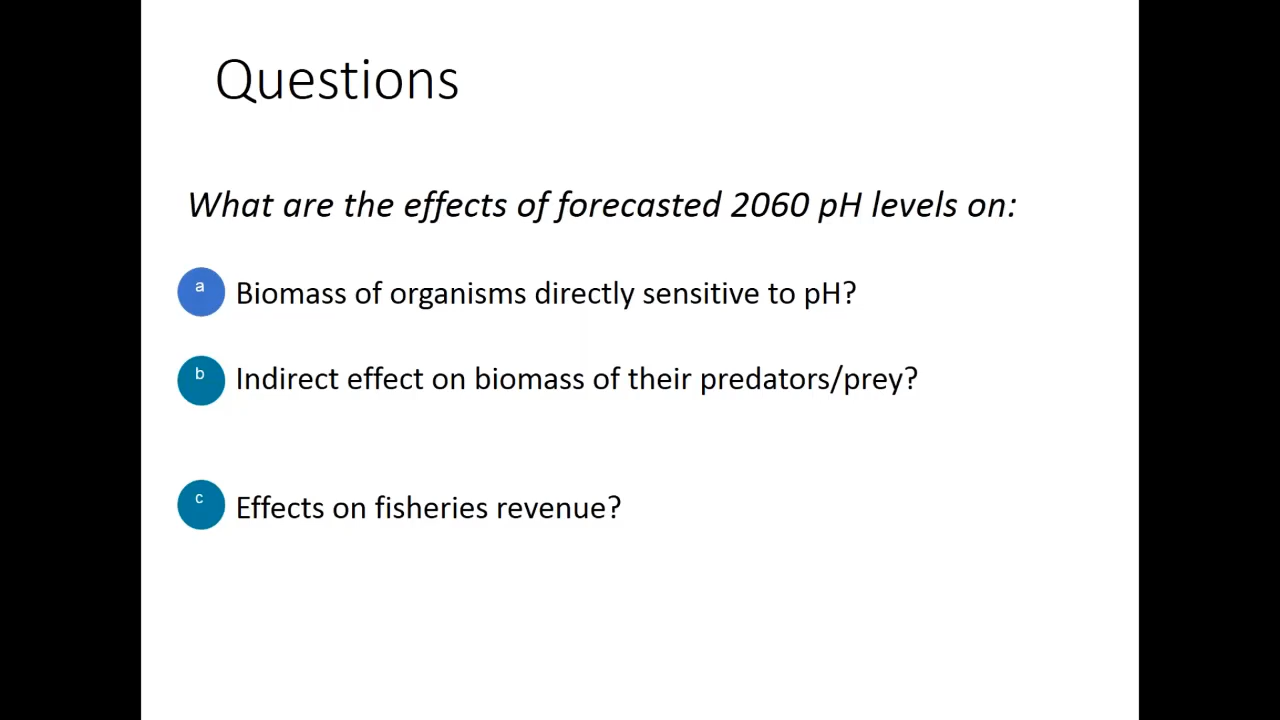 Questions
What are the effects of forecasted 2060 pH levels on:
a Biomass of organisms directly sensitive to pH?
b Indirect effect on biomass of their predators/prey?
c Effects on fisheries revenue?